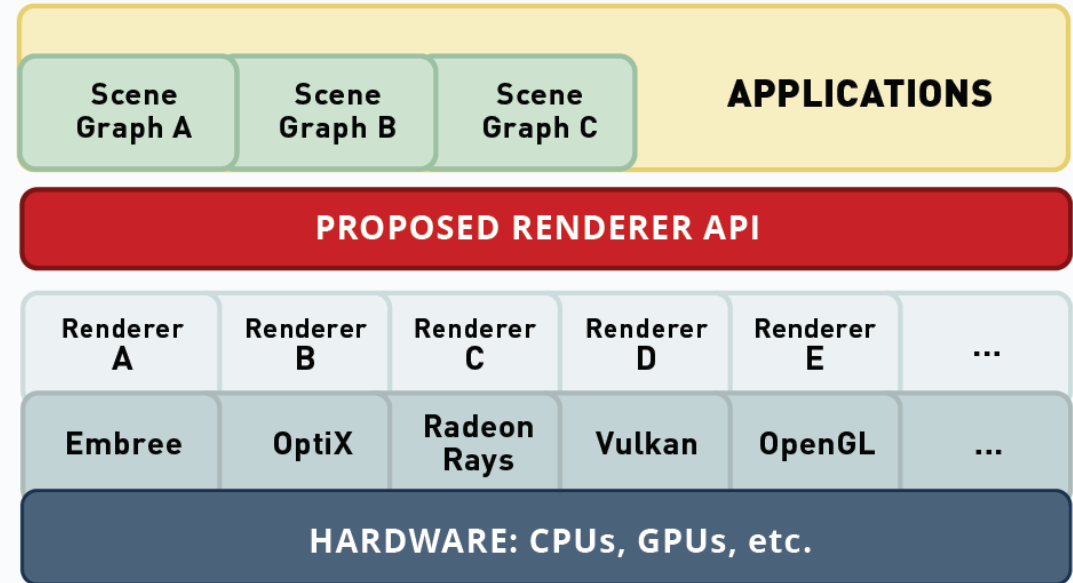 Scene
Graph A
Scene
Graph B
Scene
Graph C
APPLICATIONS
PROPOSED RENDERER API
Renderer
A
Renderer
B
Renderer
C
Renderer
D
Renderer
E
...
Embree
OptiX
Radeon
Rays
Vulkan
OpenGL
...
HARDWARE: CPUs, GPUs, etc.